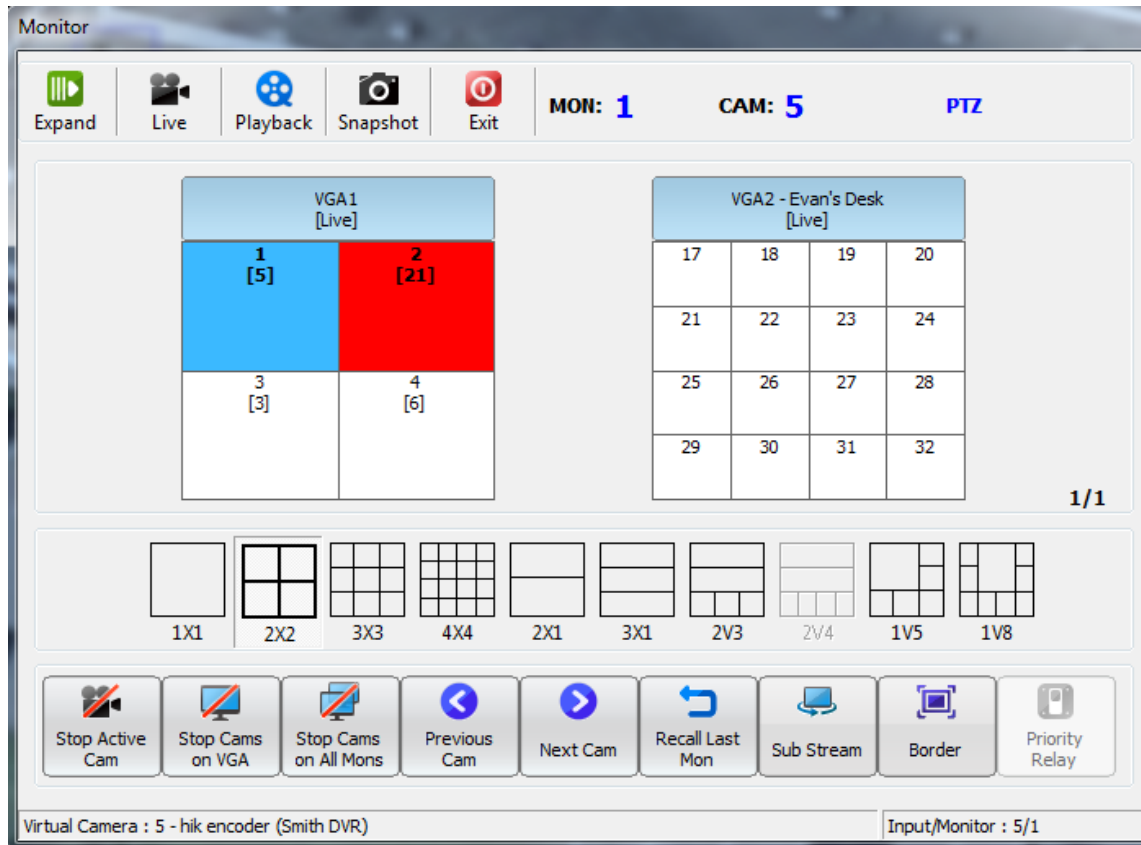 Monitor
Expand
Live
Playback
Snapshot
Exit
MON: 1
CAM: 5
PTZ
VGA1
[Live]
1
[5]
2
[21]
3
[3]
4
[6]
VGA2 - Evan's Desk
[Live]
17 18 19 20
21 22 23 24
25 26 27 28
29 30 31 32
1/1
1X1
2X2
3X3
4X4
2X1
3X1
2V3
2V4
1V5
1V8
Stop Active
Cam
Stop Cams
on VGA
Stop Cams
on All Mons
Previous
Cam
Next Cam
Recall Last
Mon
Sub Stream
Border
Priority
Relay
Virtual Camera : 5 - hik encoder (Smith DVR)
Input/Monitor : 5/1